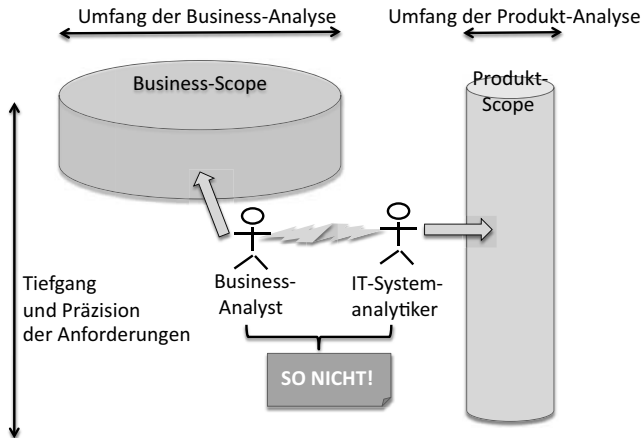 Umfang der Business-Analyse
Umfang der Produkt-Analyse
Business-Scope
Produkt-
Scope
Tiefgang
und Präzision
der Anforderungen
Business-
Analyst
IT-System-
analytiker
SO NICHT!